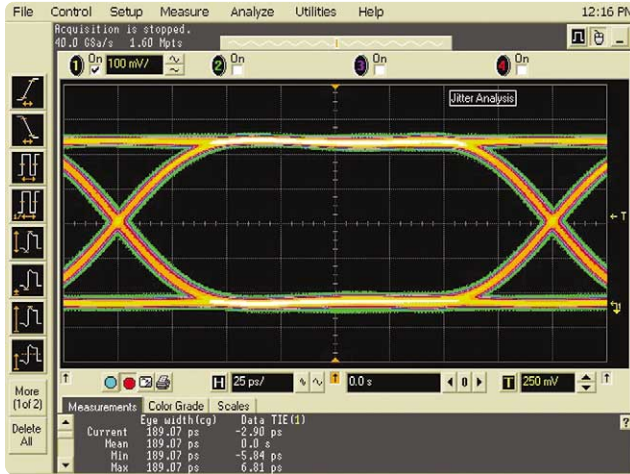 File Control Setup Measure Analyze Utilities Help 12:16 PM
Acquisition is stopped.
40.0 GSa/s 1.60 Mpts
1 On 100 mV/ 2 On 3 On 4 On
Jitter Analysis
T
More
(1 of 2)
Delete
All
H 25 ps/ 0.0 s 0 T 250 mV
Measurements Color Grade Scales
Eye width(cg) Data TIE(1)
Current 189.07 ps -2.90 ps
Mean 189.07 ps 0.0 s
Min 189.07 ps -5.84 ps
Max 189.07 ps 6.81 ps
?